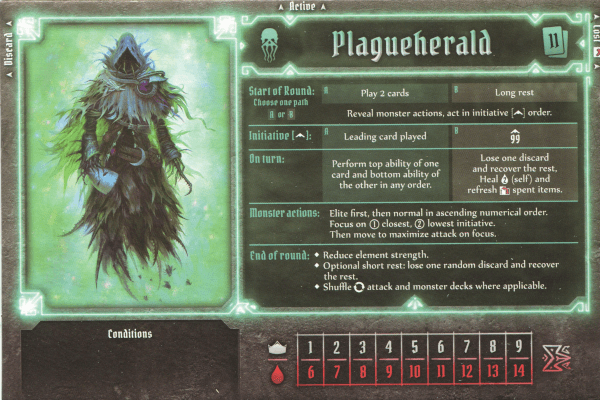 Active
Discard
Lost
Plagueherald
11
Start of Round:
Choose one path
A or B
A Play 2 cards
B Long rest
Reveal monster actions, act in initiative [ ] order.
Initiative [ ]:
A Leading card played
B 99
On turn:
Perform top ability of one
card and bottom ability of
the other in any order.
Lose one discard
and recover the rest,
Heal 2 (self) and
refresh spent items.
Monster actions:
Elite first, then normal in ascending numerical order.
Focus on 1 closest, 2 lowest initiative.
Then move to maximize attack on focus.
End of round:
◆ Reduce element strength.
◆ Optional short rest: lose one random discard and recover
the rest.
◆ Shuffle attack and monster decks where applicable.
Conditions
1 2 3 4 5 6 7 8 9
6 7 8 9 10 11 12 13 14